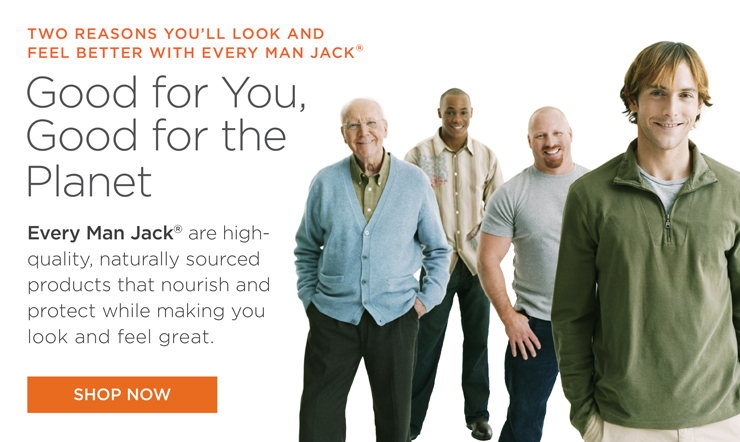 TWO REASONS YOU'LL LOOK AND
FEEL BETTER WITH EVERY MAN JACK®
Good for You,
Good for the
Planet
Every Man Jack® are high-
quality, naturally sourced
products that nourish and
protect while making you
look and feel great.
SHOP NOW